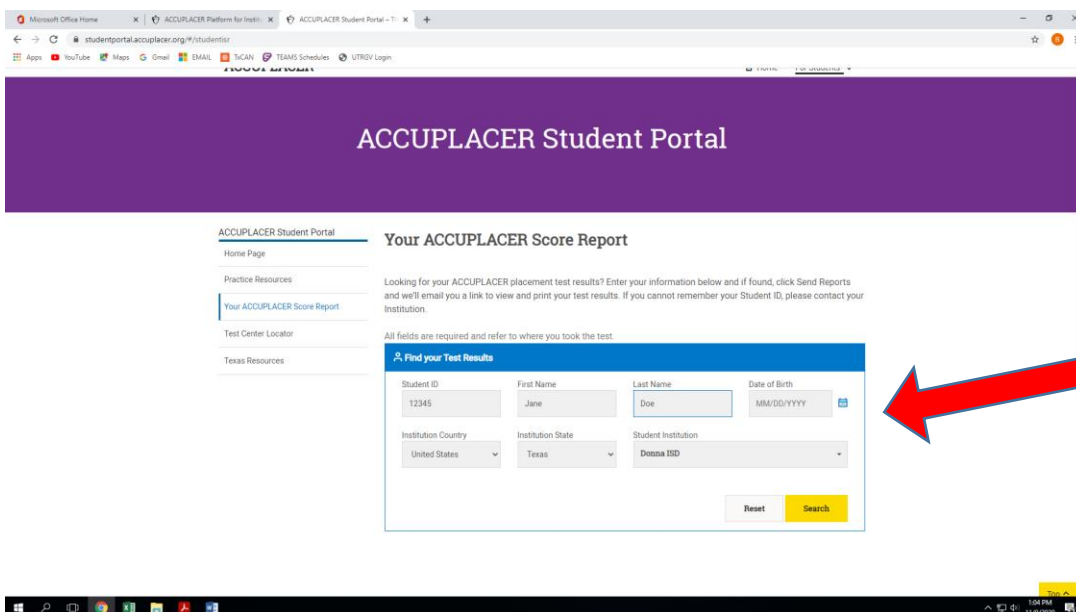 Microsoft Office Home
ACCUPLACER Platform for Institu
ACCUPLACER Student Portal – T
studentportal.accuplacer.org/#/studentisr
Apps YouTube Maps Gmail EMAIL TxCAN TEAMS Schedules UTRGV Login
ACCUPLACER Home For Students
ACCUPLACER Student Portal
ACCUPLACER Student Portal
Home Page
Practice Resources
Your ACCUPLACER Score Report
Test Center Locator
Texas Resources
Your ACCUPLACER Score Report
Looking for your ACCUPLACER placement test results? Enter your information below and if found, click Send Reports
and we'll email you a link to view and print your test results. If you cannot remember your Student ID, please contact your
Institution.
All fields are required and refer to where you took the test
Find your Test Results
Student ID First Name Last Name Date of Birth
12345 Jane Doe MM/DD/YYYY
Institution Country Institution State Student Institution
United States Texas Donna ISD
Reset Search
Top
1:04 PM